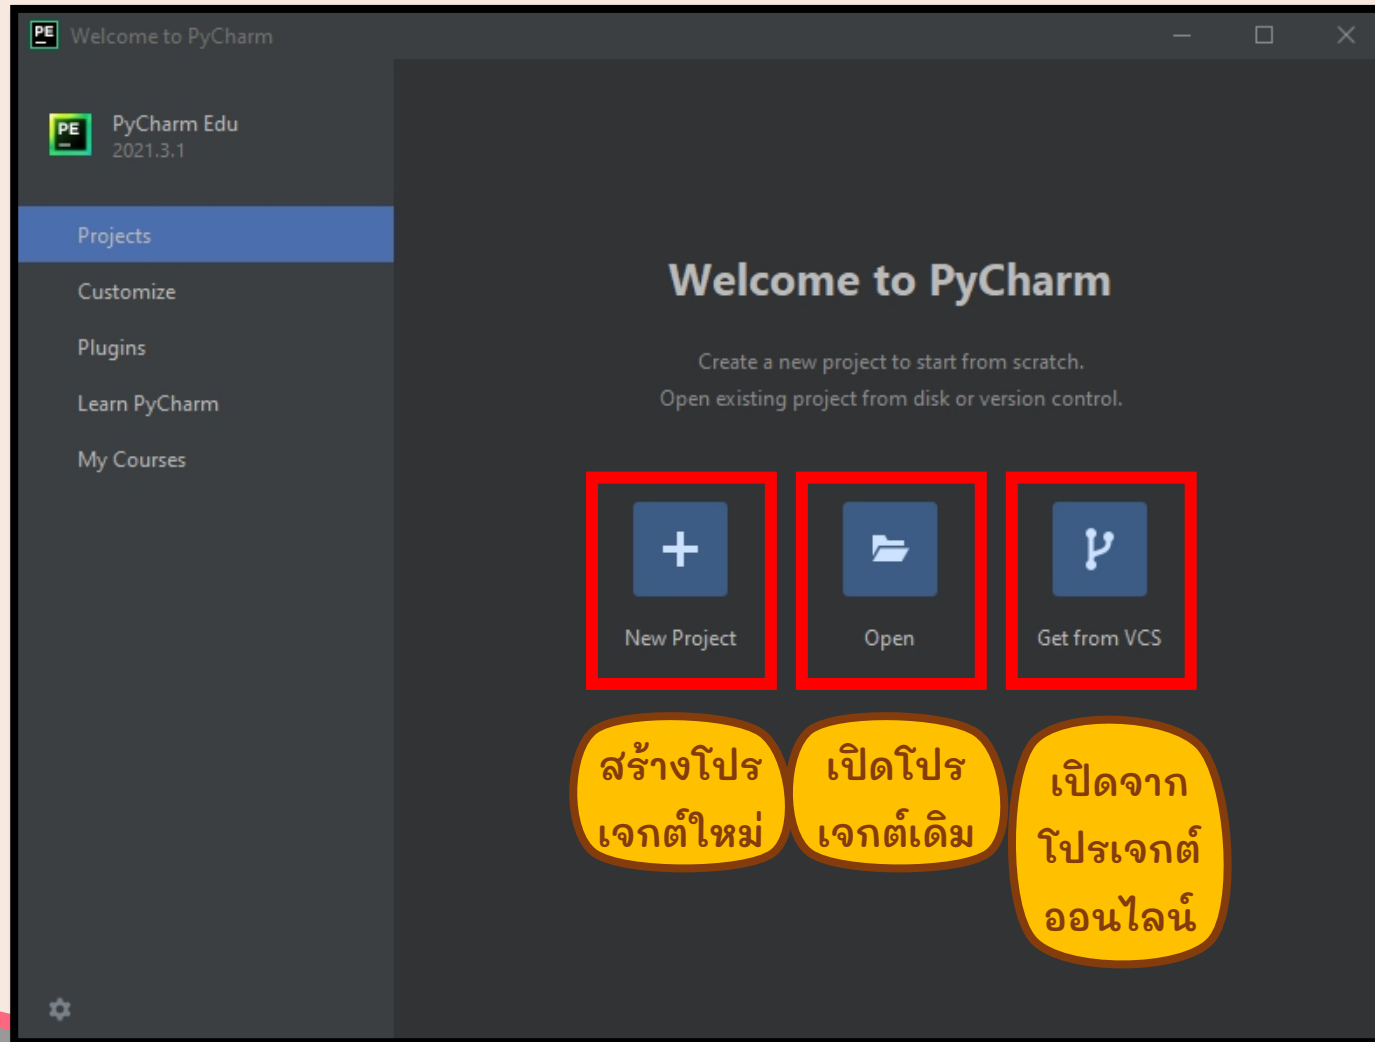 PE Welcome to PyCharm
PE PyCharm Edu
2021.3.1
Projects
Customize
Plugins
Learn PyCharm
My Courses
Welcome to PyCharm
Create a new project to start from scratch.
Open existing project from disk or version control.
New Project
Open
Get from VCS
สร้างโปร
เจกต์ใหม่
เปิดโปร
เจกต์เดิม
เปิดจาก
โปรเจกต์
ออนไลน์